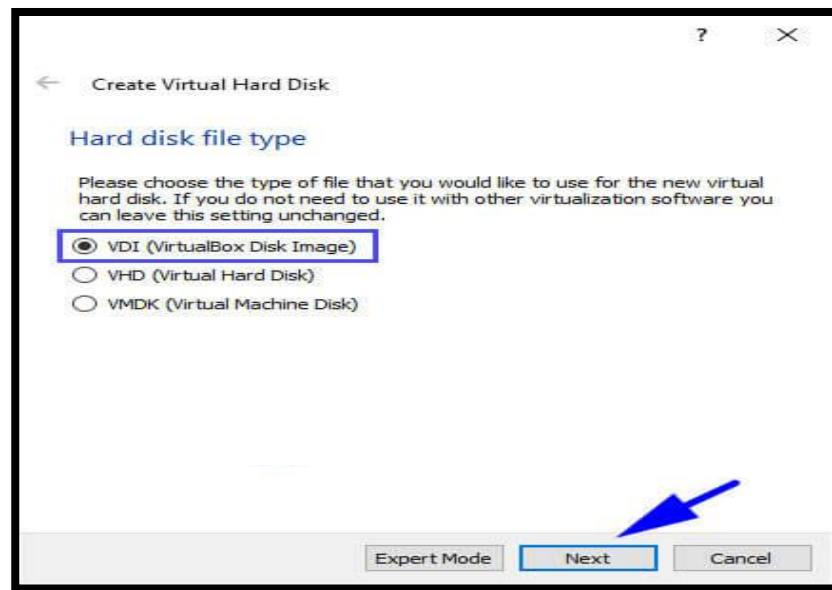 ?
Create Virtual Hard Disk
Hard disk file type
Please choose the type of file that you would like to use for the new virtual
hard disk. If you do not need to use it with other virtualization software you
can leave this setting unchanged.
VDI (VirtualBox Disk Image)
VHD (Virtual Hard Disk)
VMDK (Virtual Machine Disk)
Expert Mode Next Cancel